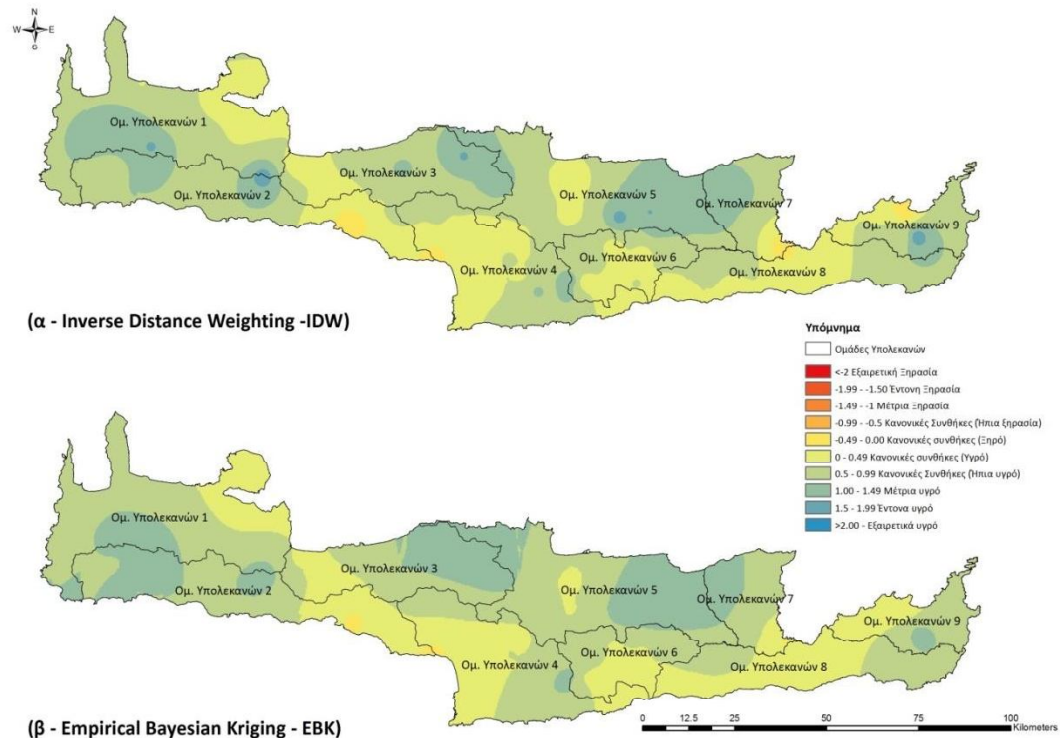 N
W E
G
Ομ. Υπολεκανών 1
Ομ. Υπολεκανών 2
Ομ. Υπολεκανών 3
Ομ. Υπολεκανών 4
Ομ. Υπολεκανών 5
Ομ. Υπολεκανών 6
Ομ. Υπολεκανών 7
Ομ. Υπολεκανών 8
Ομ. Υπολεκανών 9
(α - Inverse Distance Weighting -IDW)
Υπόμνημα
Ομάδες Υπολεκανών
<-2 Εξαιρετική Ξηρασία
-1.99 - -1.50 Έντονη Ξηρασία
-1.49 - -1 Μέτρια Ξηρασία
-0.99 - -0.5 Κανονικές Συνθήκες (Ήπια ξηρασία)
-0.49 - 0.00 Κανονικές συνθήκες (Ξηρό)
0 - 0.49 Κανονικές συνθήκες (Υγρό)
0.5 - 0.99 Κανονικές Συνθήκες (Ήπια υγρό)
1.00 - 1.49 Μέτρια υγρό
1.5 - 1.99 Έντονα υγρό
>2.00 - Εξαιρετικά υγρό
Ομ. Υπολεκανών 1
Ομ. Υπολεκανών 2
Ομ. Υπολεκανών 3
Ομ. Υπολεκανών 4
Ομ. Υπολεκανών 5
Ομ. Υπολεκανών 6
Ομ. Υπολεκανών 7
Ομ. Υπολεκανών 8
Ομ. Υπολεκανών 9
(β - Empirical Bayesian Kriging - EBK)
0 12.5 25 50 75 100
Kilometers